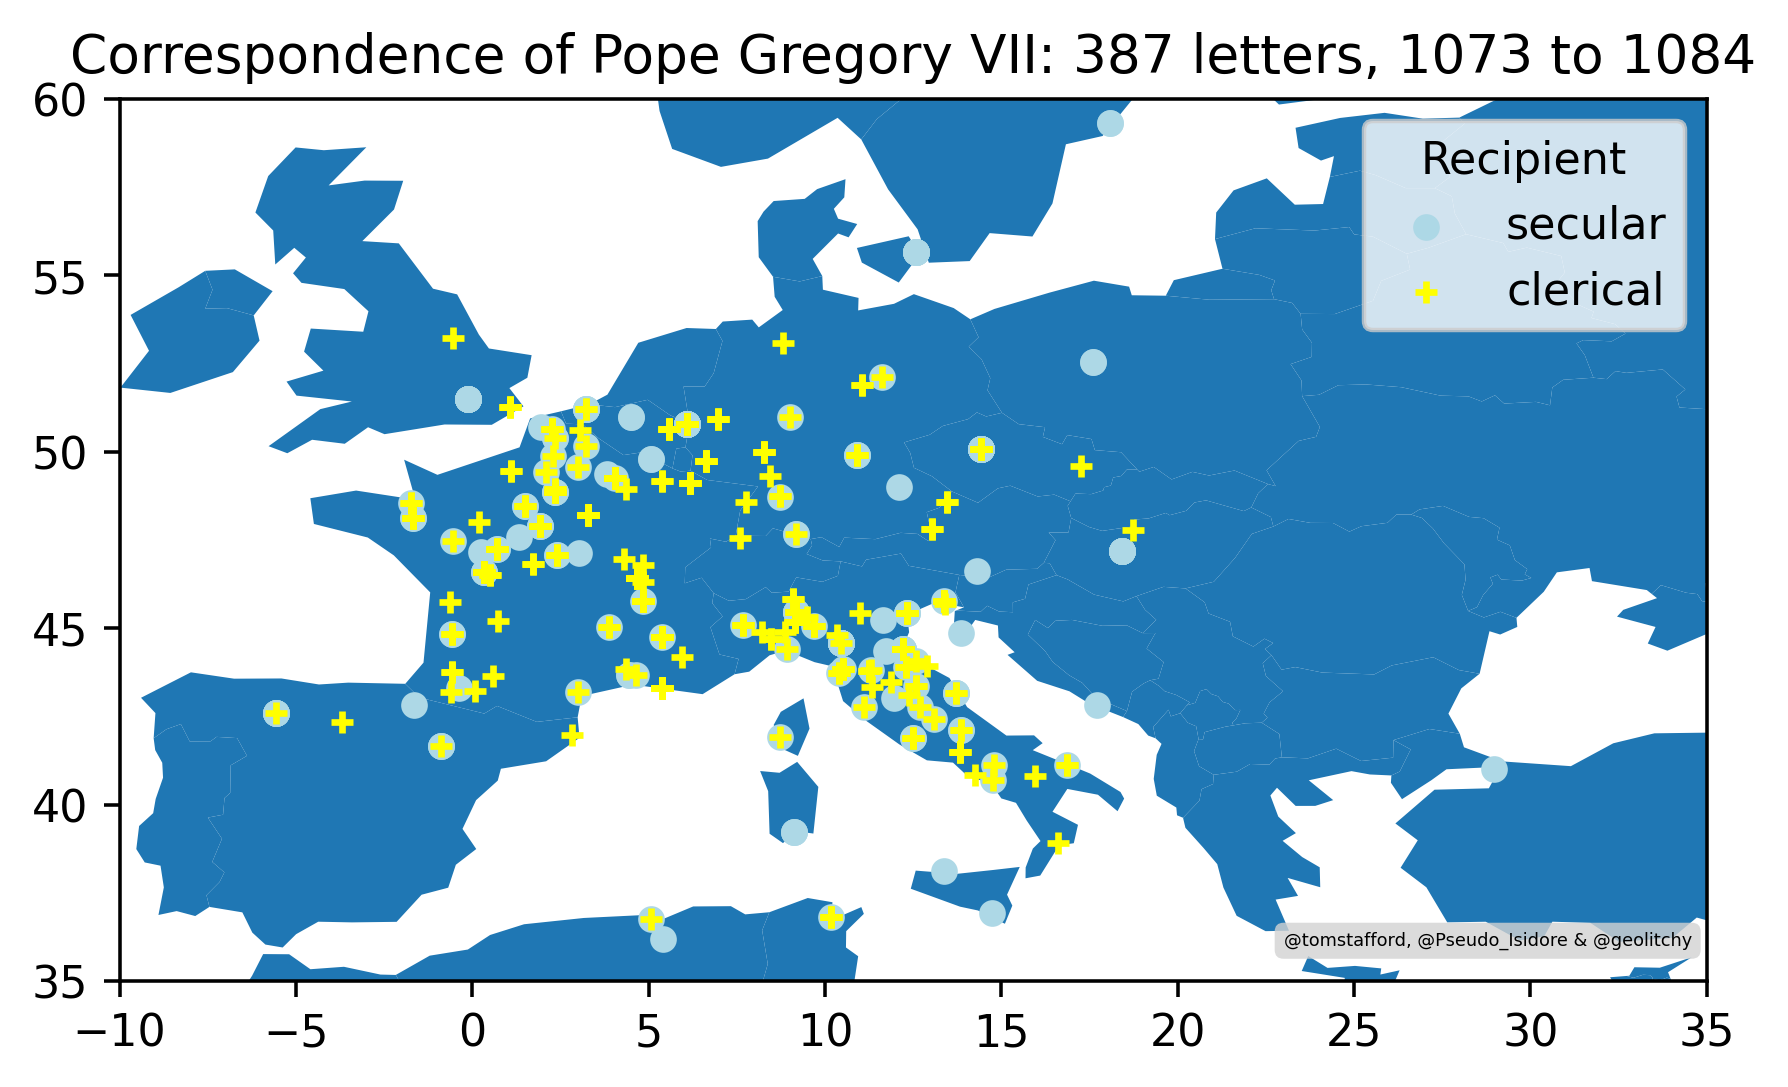 Correspondence of Pope Gregory VII: 387 letters, 1073 to 1084
60
55
50
45
40
35
Recipient
secular
clerical
@tomstafford, @Pseudo_Isidore & @geolitchy
−10 −5 0 5 10 15 20 25 30 35